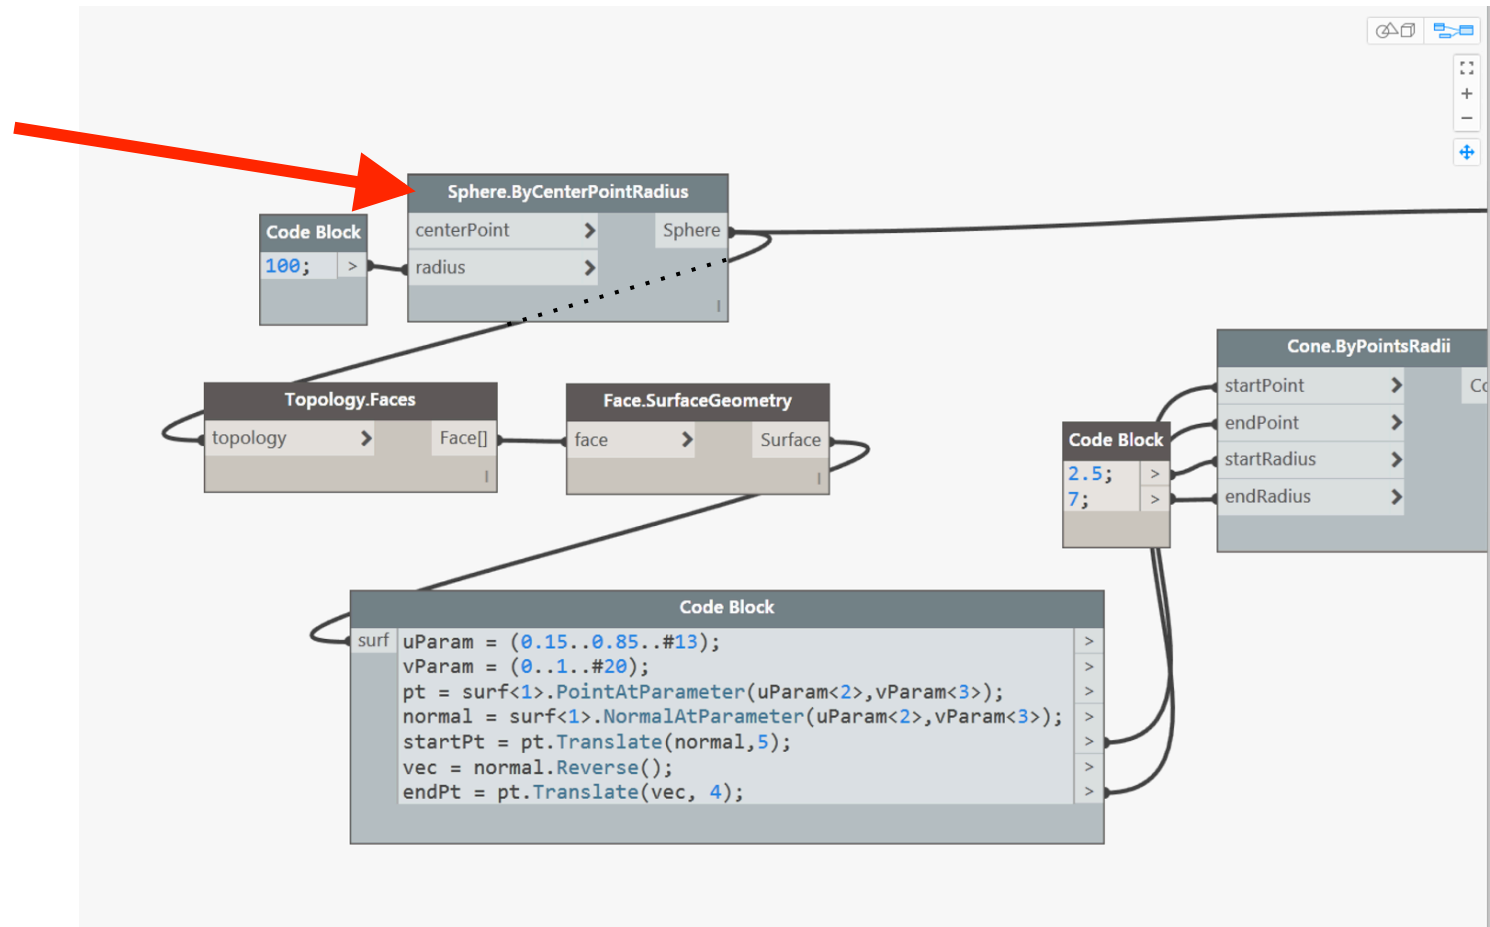 Sphere.ByCenterPointRadius
centerPoint
Sphere
radius
Code Block
100;
>
Topology.Faces
topology
Face[]
Face.SurfaceGeometry
face
Surface
Cone.ByPointsRadii
startPoint
Co
endPoint
startRadius
endRadius
Code Block
2.5; >
7; >
Code Block
surf
uParam = (0.15..0.85..#13); >
vParam = (0..1..#20); >
pt = surf<1>.PointAtParameter(uParam<2>,vParam<3>); >
normal = surf<1>.NormalAtParameter(uParam<2>,vParam<3>); >
startPt = pt.Translate(normal,5); >
vec = normal.Reverse(); >
endPt = pt.Translate(vec, 4); >